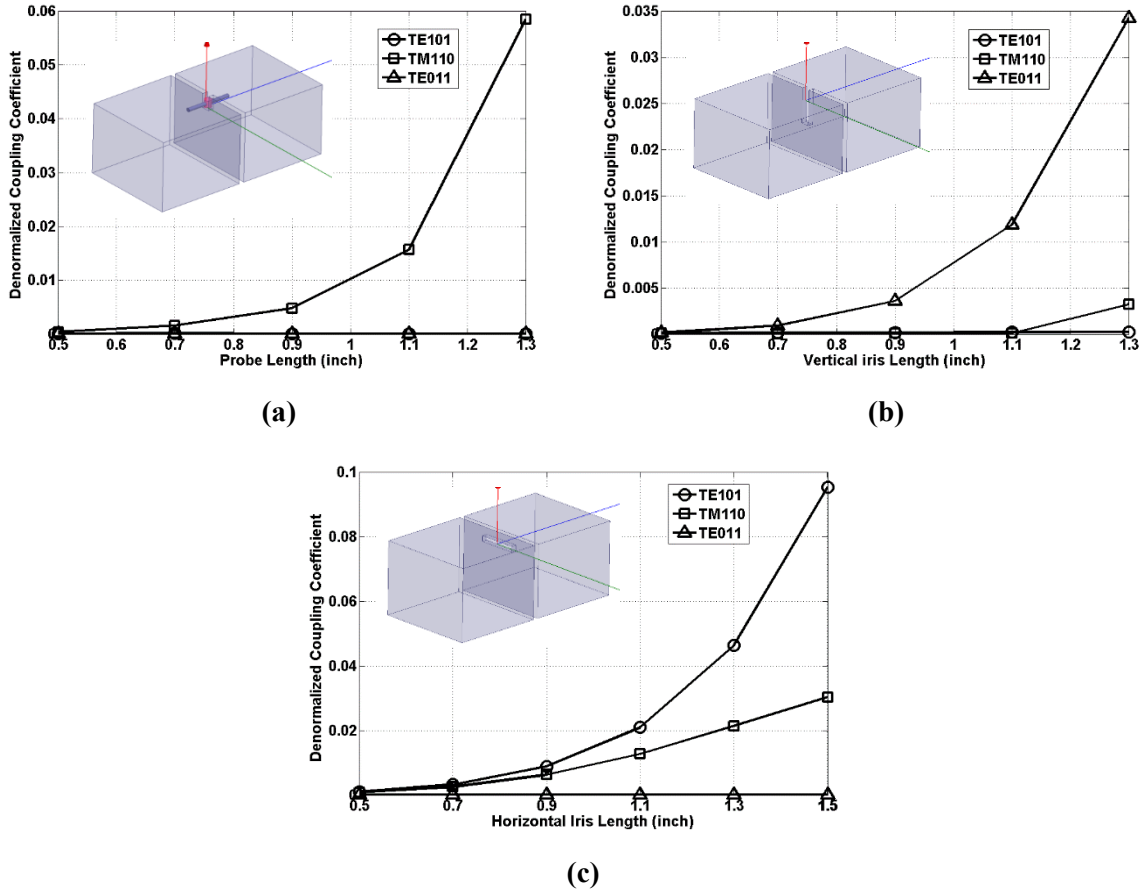 0.06
0.05
0.04
0.03
0.02
0.01
0
0.5
0.6
0.7
0.8
0.9
1
1.1
1.2
1.3
Denormalized Coupling Coefficient
Probe Length (inch)
TE101
TM110
TE011
(a)
0.035
0.03
0.025
0.02
0.015
0.01
0.005
0
0.5
0.6
0.7
0.8
0.9
1
1.1
1.2
1.3
Denormalized Coupling Coefficient
Vertical iris Length (inch)
TE101
TM110
TE011
(b)
0.1
0.08
0.06
0.04
0.02
0
0.5
0.7
0.9
1.1
1.3
1.5
Denormalized Coupling Coefficient
Horizontal Iris Length (inch)
TE101
TM110
TE011
(c)